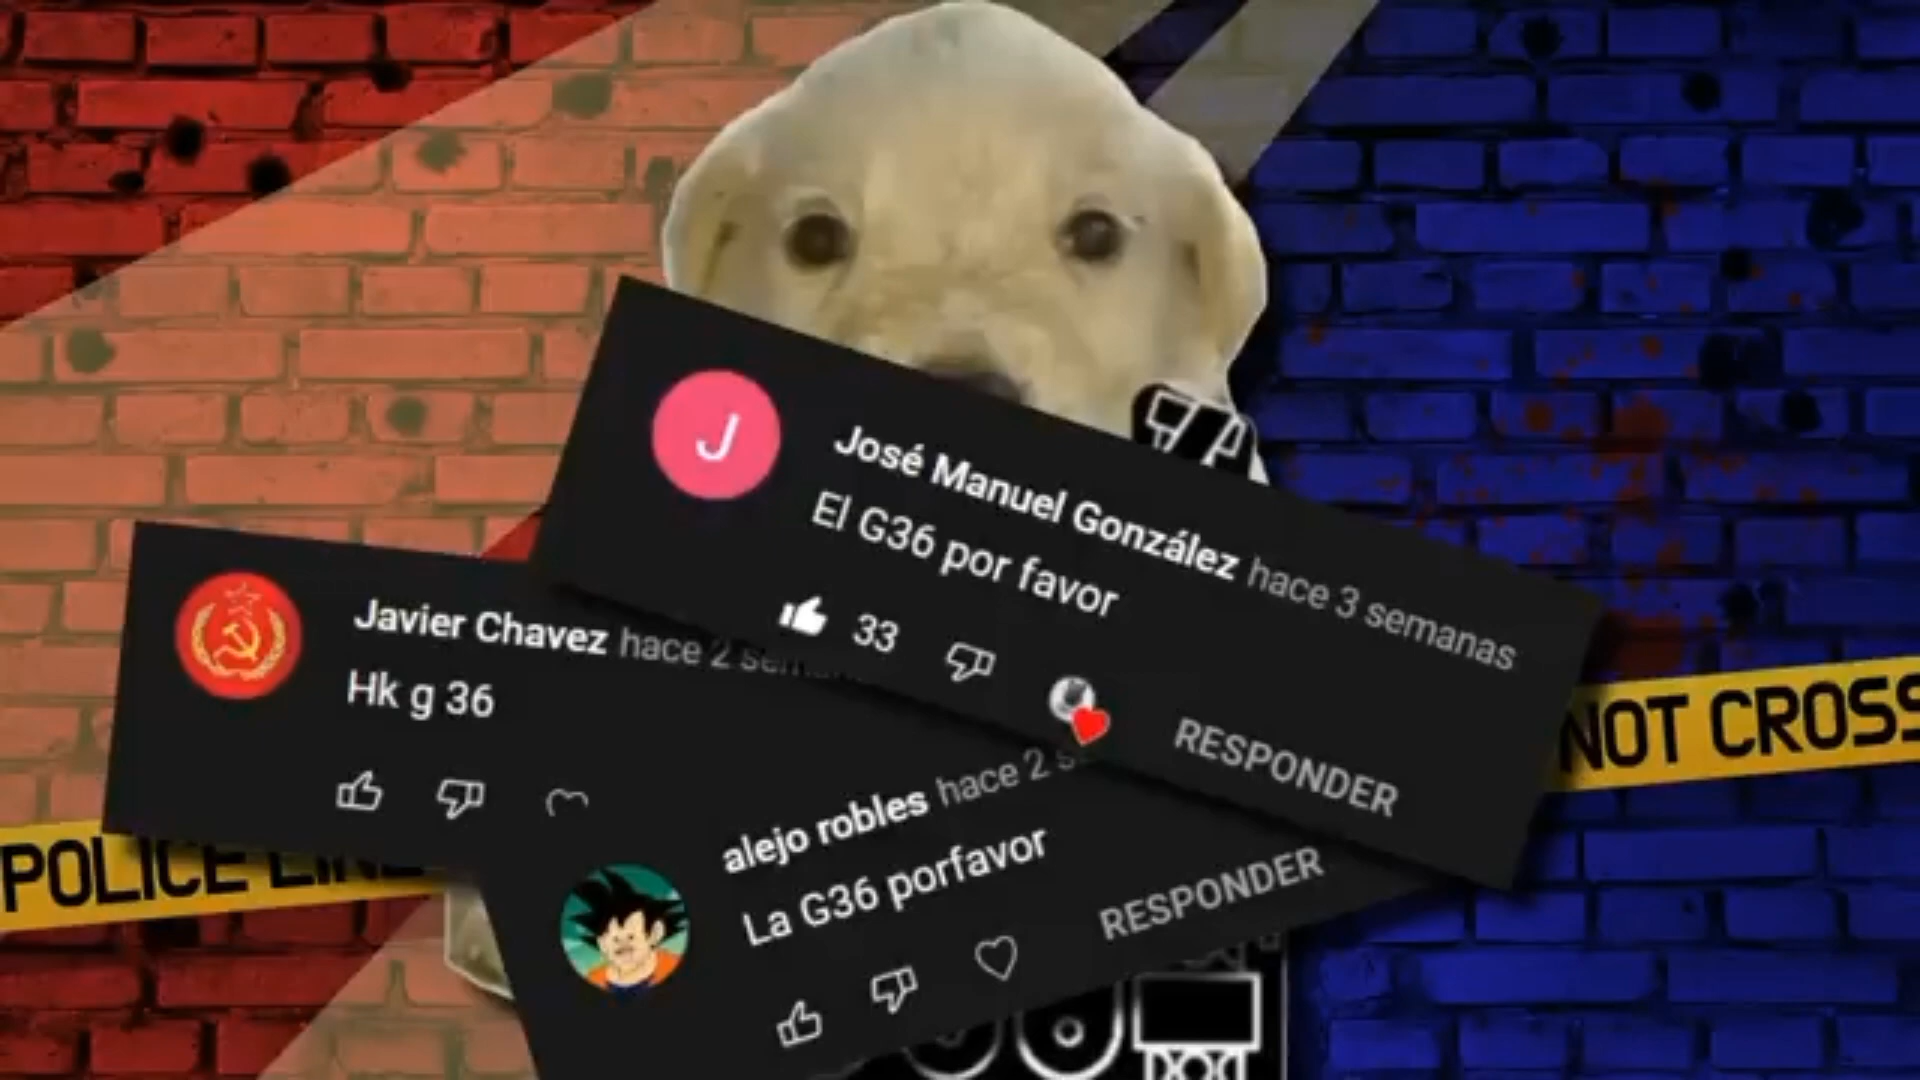 J
José Manuel González hace 3 semanas
El G36 por favor
33
RESPONDER
Javier Chavez hace 2
Hk g 36
alejo robles hace 2
La G36 porfavor
RESPONDER
POLICE LINE
NOT CROSS